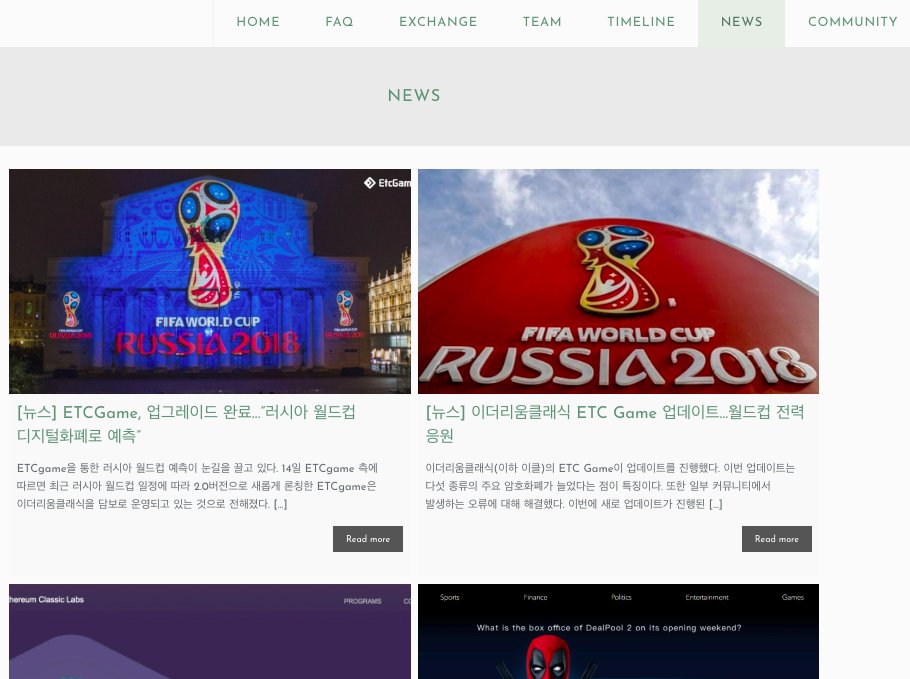 HOME FAQ EXCHANGE TEAM TIMELINE NEWS COMMUNITY
NEWS
EtcGam
FIFA WORLD CUP
RUSSIA 2018
FIFA WORLD CUP
RUSSIA 2018
[뉴스] ETCGame, 업그레이드 완료…”러시아 월드컵
디지털화폐로 예측”
ETCgame을 통한 러시아 월드컵 예측이 눈길을 끌고 있다. 14일 ETCgame 측에
따르면 최근 러시아 월드컵 일정에 따라 2.0버전으로 새롭게 론칭한 ETCgame은
이더리움클래식을 담보로 운영되고 있는 것으로 전해졌다. […]
Read more
[뉴스] 이더리움클래식 ETC Game 업데이트…월드컵 전력
응원
이더리움클래식(이하 이클)의 ETC Game이 업데이트를 진행했다. 이번 업데이트는
다섯 종류의 주요 암호화폐가 늘었다는 점이 특징이다. 또한 일부 커뮤니티에서
발생하는 오류에 대해 해결했다. 이번에 새로 업데이트가 진행된 […]
Read more
hereum Classic Labs PROGRAMS CO
Sports Finance Politics Entertainment Games
What is the box office of DealPool 2 on its opening weekend?